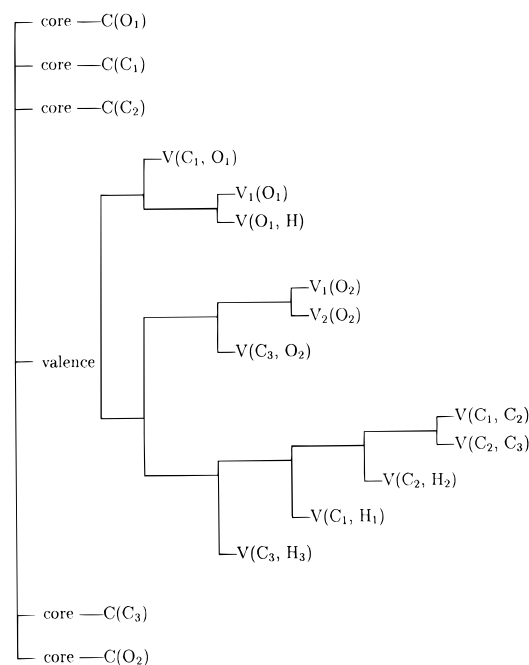 core C(O₁)
core C(C₁)
core C(C₂)
V(C₁, O₁)
V₁(O₁)
V(O₁, H)
V₁(O₂)
V₂(O₂)
V(C₃, O₂)
valence
V(C₁, C₂)
V(C₂, C₃)
V(C₂, H₂)
V(C₁, H₁)
V(C₃, H₃)
core C(C₃)
core C(O₂)